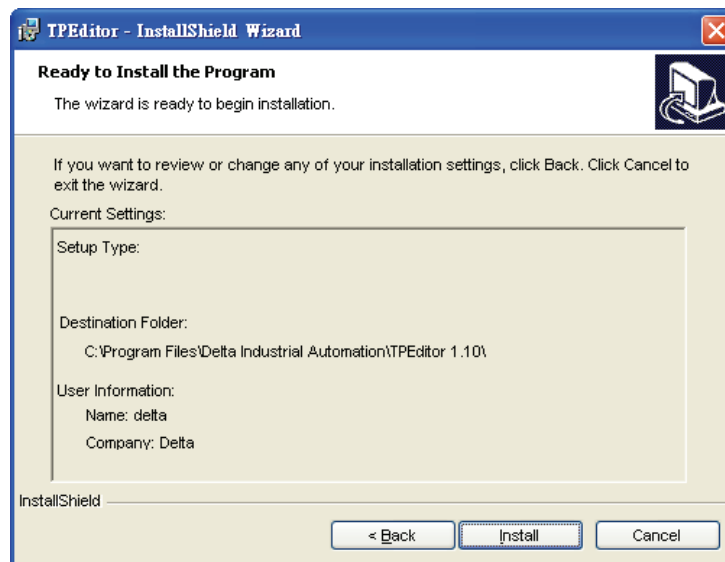 TPEditor - InstallShield Wizard
Ready to Install the Program
The wizard is ready to begin installation.
If you want to review or change any of your installation settings, click Back. Click Cancel to
exit the wizard.
Current Settings:
Setup Type:
Destination Folder:
C:\Program Files\Delta Industrial Automation\TPEditor 1.10\
User Information:
Name: delta
Company: Delta
InstallShield
< Back
Install
Cancel